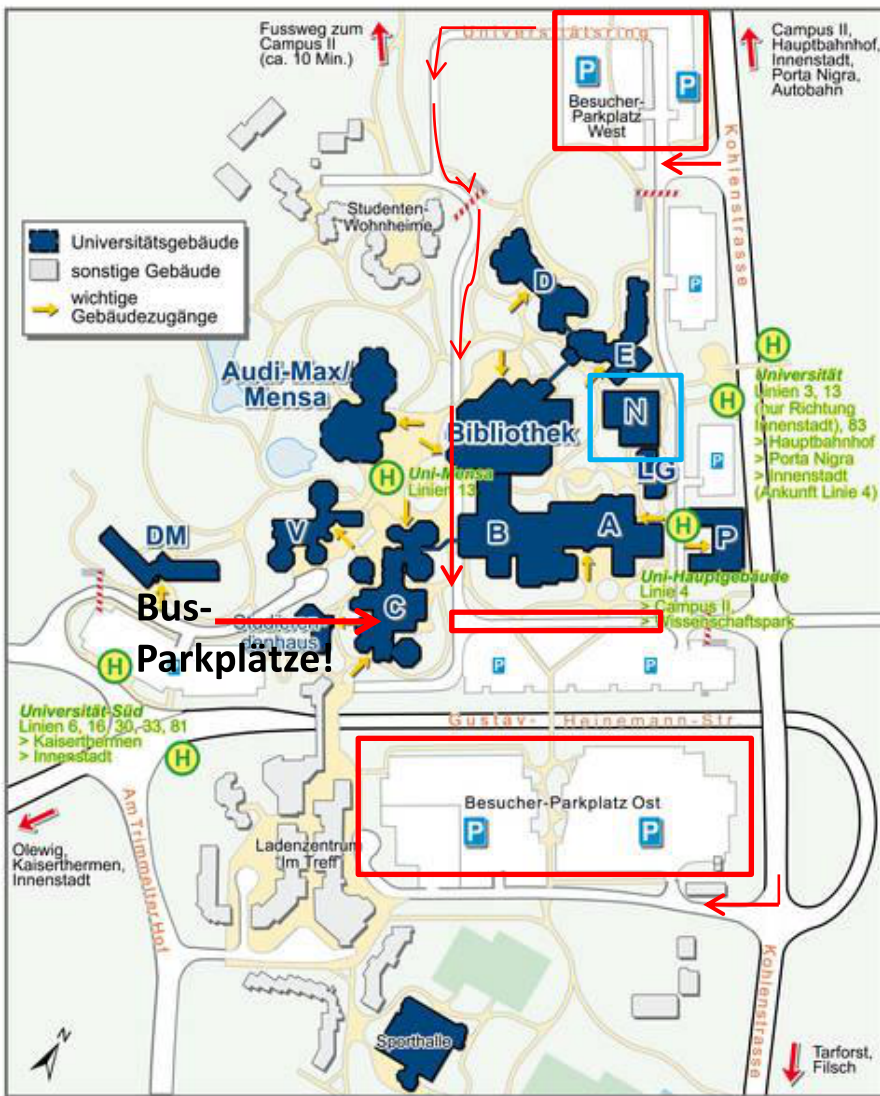 Fussweg zum
Campus II
(ca. 10 Min.)
Universitätsring
P
P
Besucher-
Parkplatz
West
Campus II,
Hauptbahnhof,
Innenstadt,
Porta Nigra,
Autobahn
Kohlenstrasse
Studenten-
Wohnheime
Universitätsgebäude
sonstige Gebäude
wichtige
Gebäudezugänge
P
D
E
H
Audi-Max/
Mensa
Universität
Linien 3, 13
(nur Richtung
Innenstadt), 83
> Hauptbahnhof
> Porta Nigra
> Innenstadt
(Ankunft Linie 4)
H
N
Bibliothek
P
LG
H
Uni-Mensa
Linien 13
DM
V
B
A
H
P
Uni-Hauptgebäude
Linie 4
> Campus II,
> Wissenschaftspark
C
Bus-
Parkplätze!
Studieren-
denhaus
H
P
P
P
Universität-Süd
Linien 6, 16, 30, 33, 81
> Kaiserthermen
> Innenstadt
H
Gustav-Heinemann-Str
Besucher-Parkplatz Ost
P
P
Olewig,
Kaiserthermen,
Innenstadt
Am Trimmelter Hof
Ladenzentrum
"Im Treff"
Kohlenstrasse
Sporthalle
N
Tarforst,
Filsch